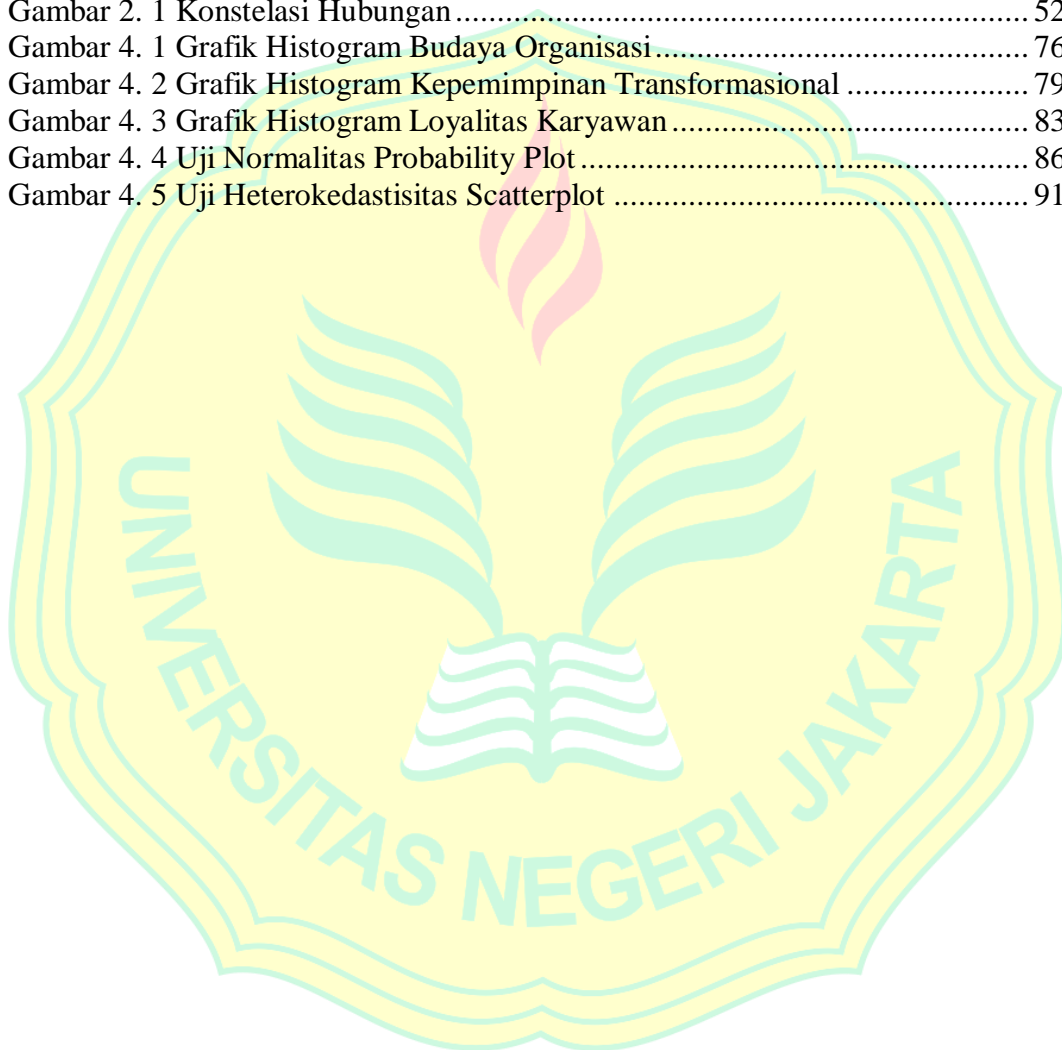 Gambar 2. 1 Konstelasi Hubungan ........................................................................ 52
Gambar 4. 1 Grafik Histogram Budaya Organisasi ............................................... 76
Gambar 4. 2 Grafik Histogram Kepemimpinan Transformasional ....................... 79
Gambar 4. 3 Grafik Histogram Loyalitas Karyawan ............................................. 83
Gambar 4. 4 Uji Normalitas Probability Plot ........................................................ 86
Gambar 4. 5 Uji Heterokedastisitas Scatterplot .................................................... 91
UNIVERSITAS NEGERI JAKARTA